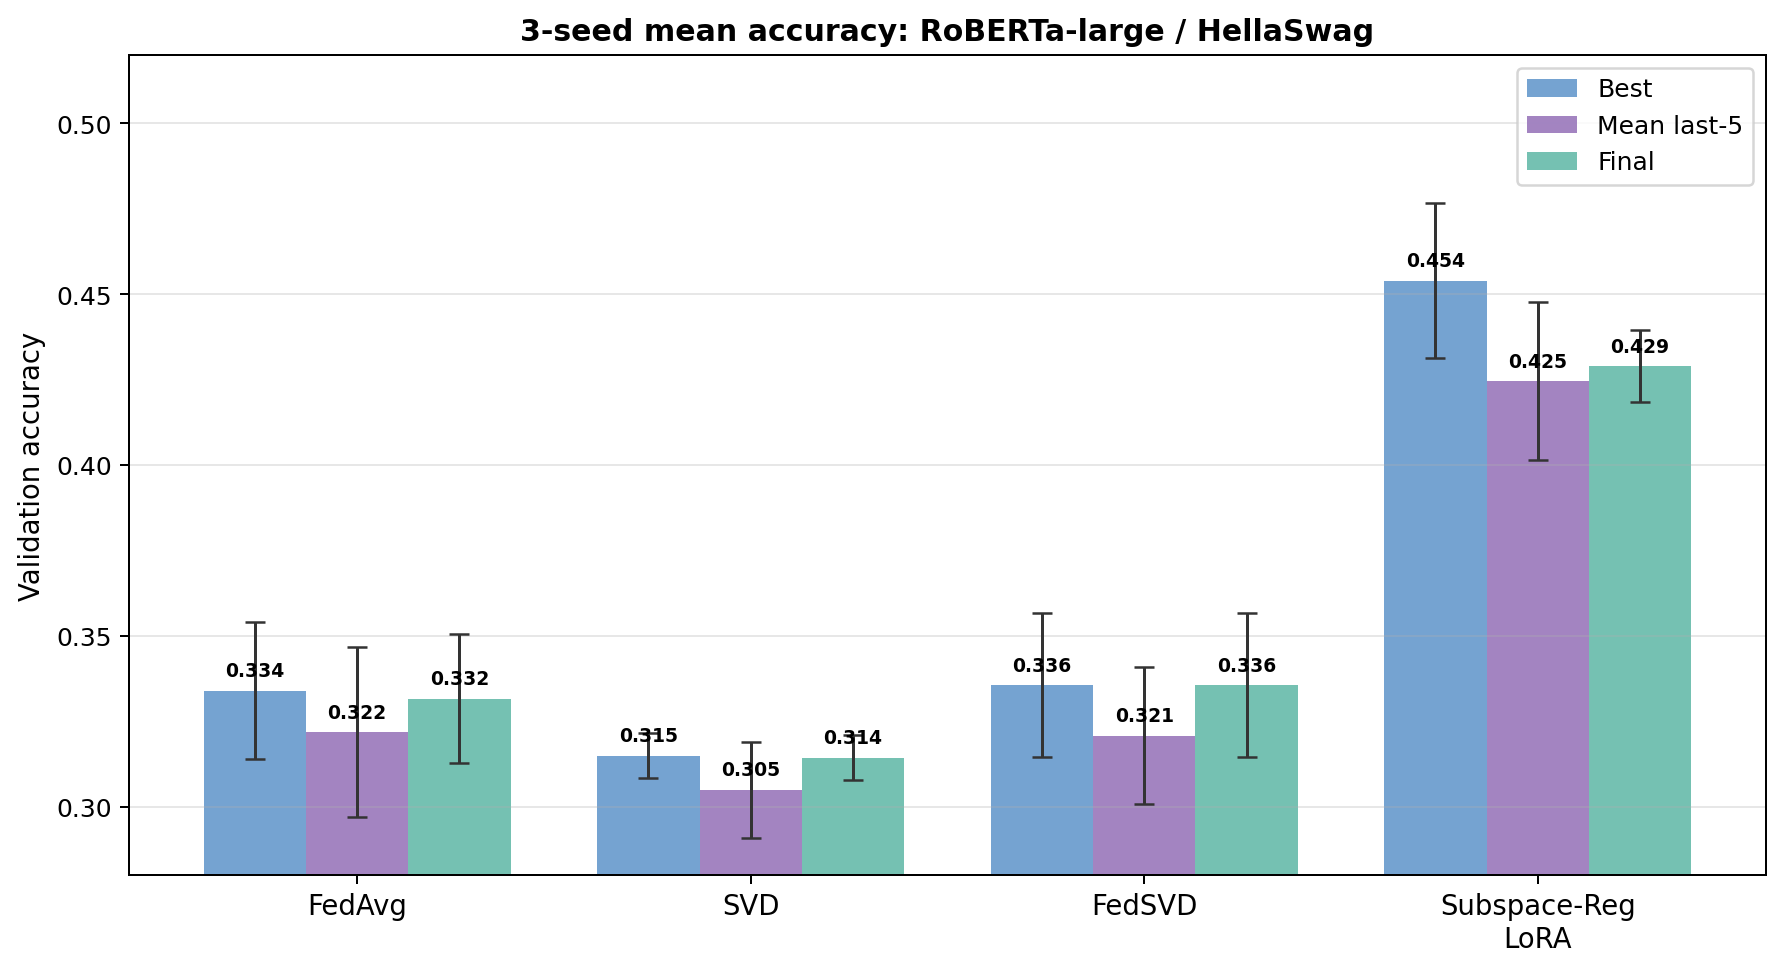 3-seed mean accuracy: RoBERTa-large / HellaSwag
Best
Mean last-5
Final
Validation accuracy
0.50
0.45
0.40
0.35
0.30
0.334
0.322
0.332
0.315
0.305
0.314
0.336
0.321
0.336
0.454
0.425
0.429
FedAvg
SVD
FedSVD
Subspace-Reg
LoRA